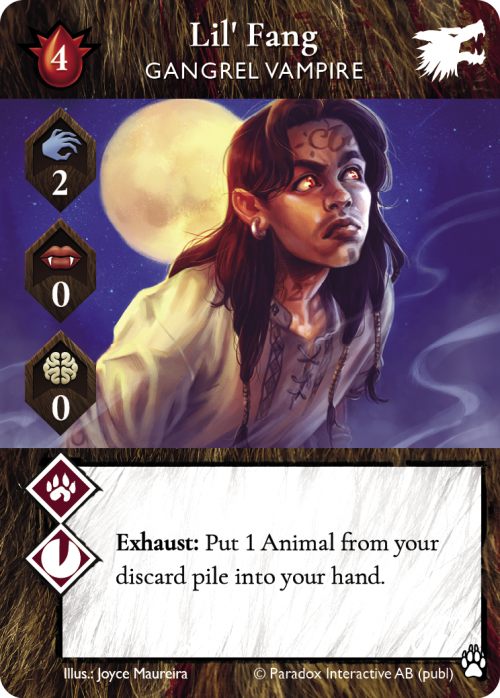 4
Lil' Fang
GANGREL VAMPIRE
2
0
0
Exhaust: Put 1 Animal from your
discard pile into your hand.
Illus.: Joyce Maureira
© Paradox Interactive AB (publ)